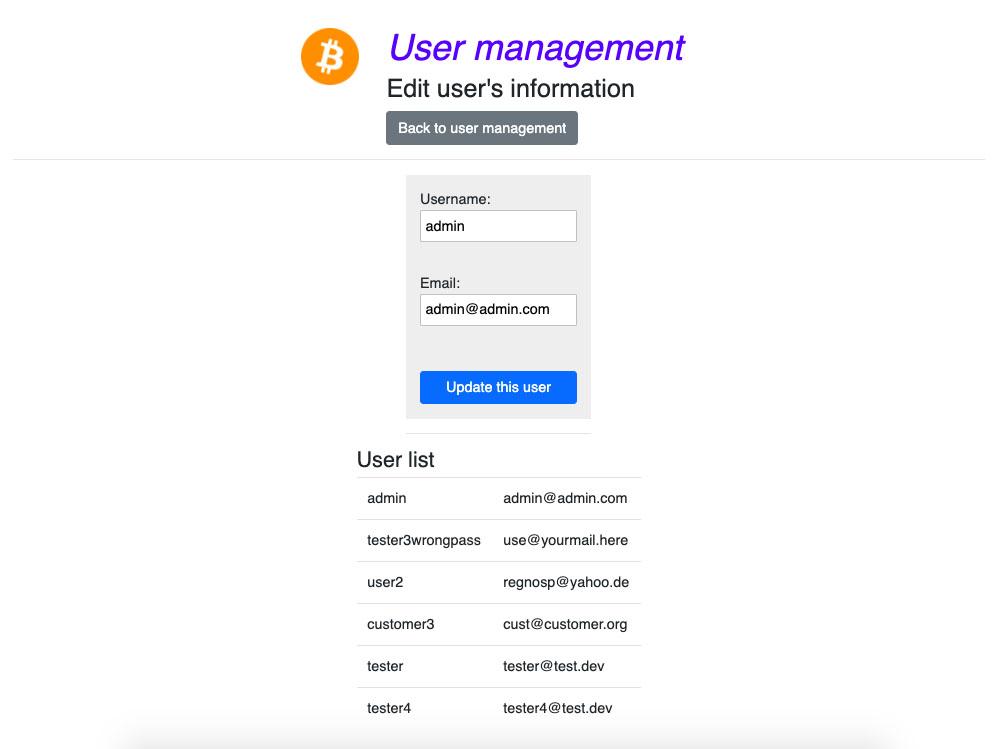 User management
Edit user's information
Back to user management
Username:
admin
Email:
admin@admin.com
Update this user
User list
admin admin@admin.com
tester3wrongpass use@yourmail.here
user2 regnosp@yahoo.de
customer3 cust@customer.org
tester tester@test.dev
tester4 tester4@test.dev